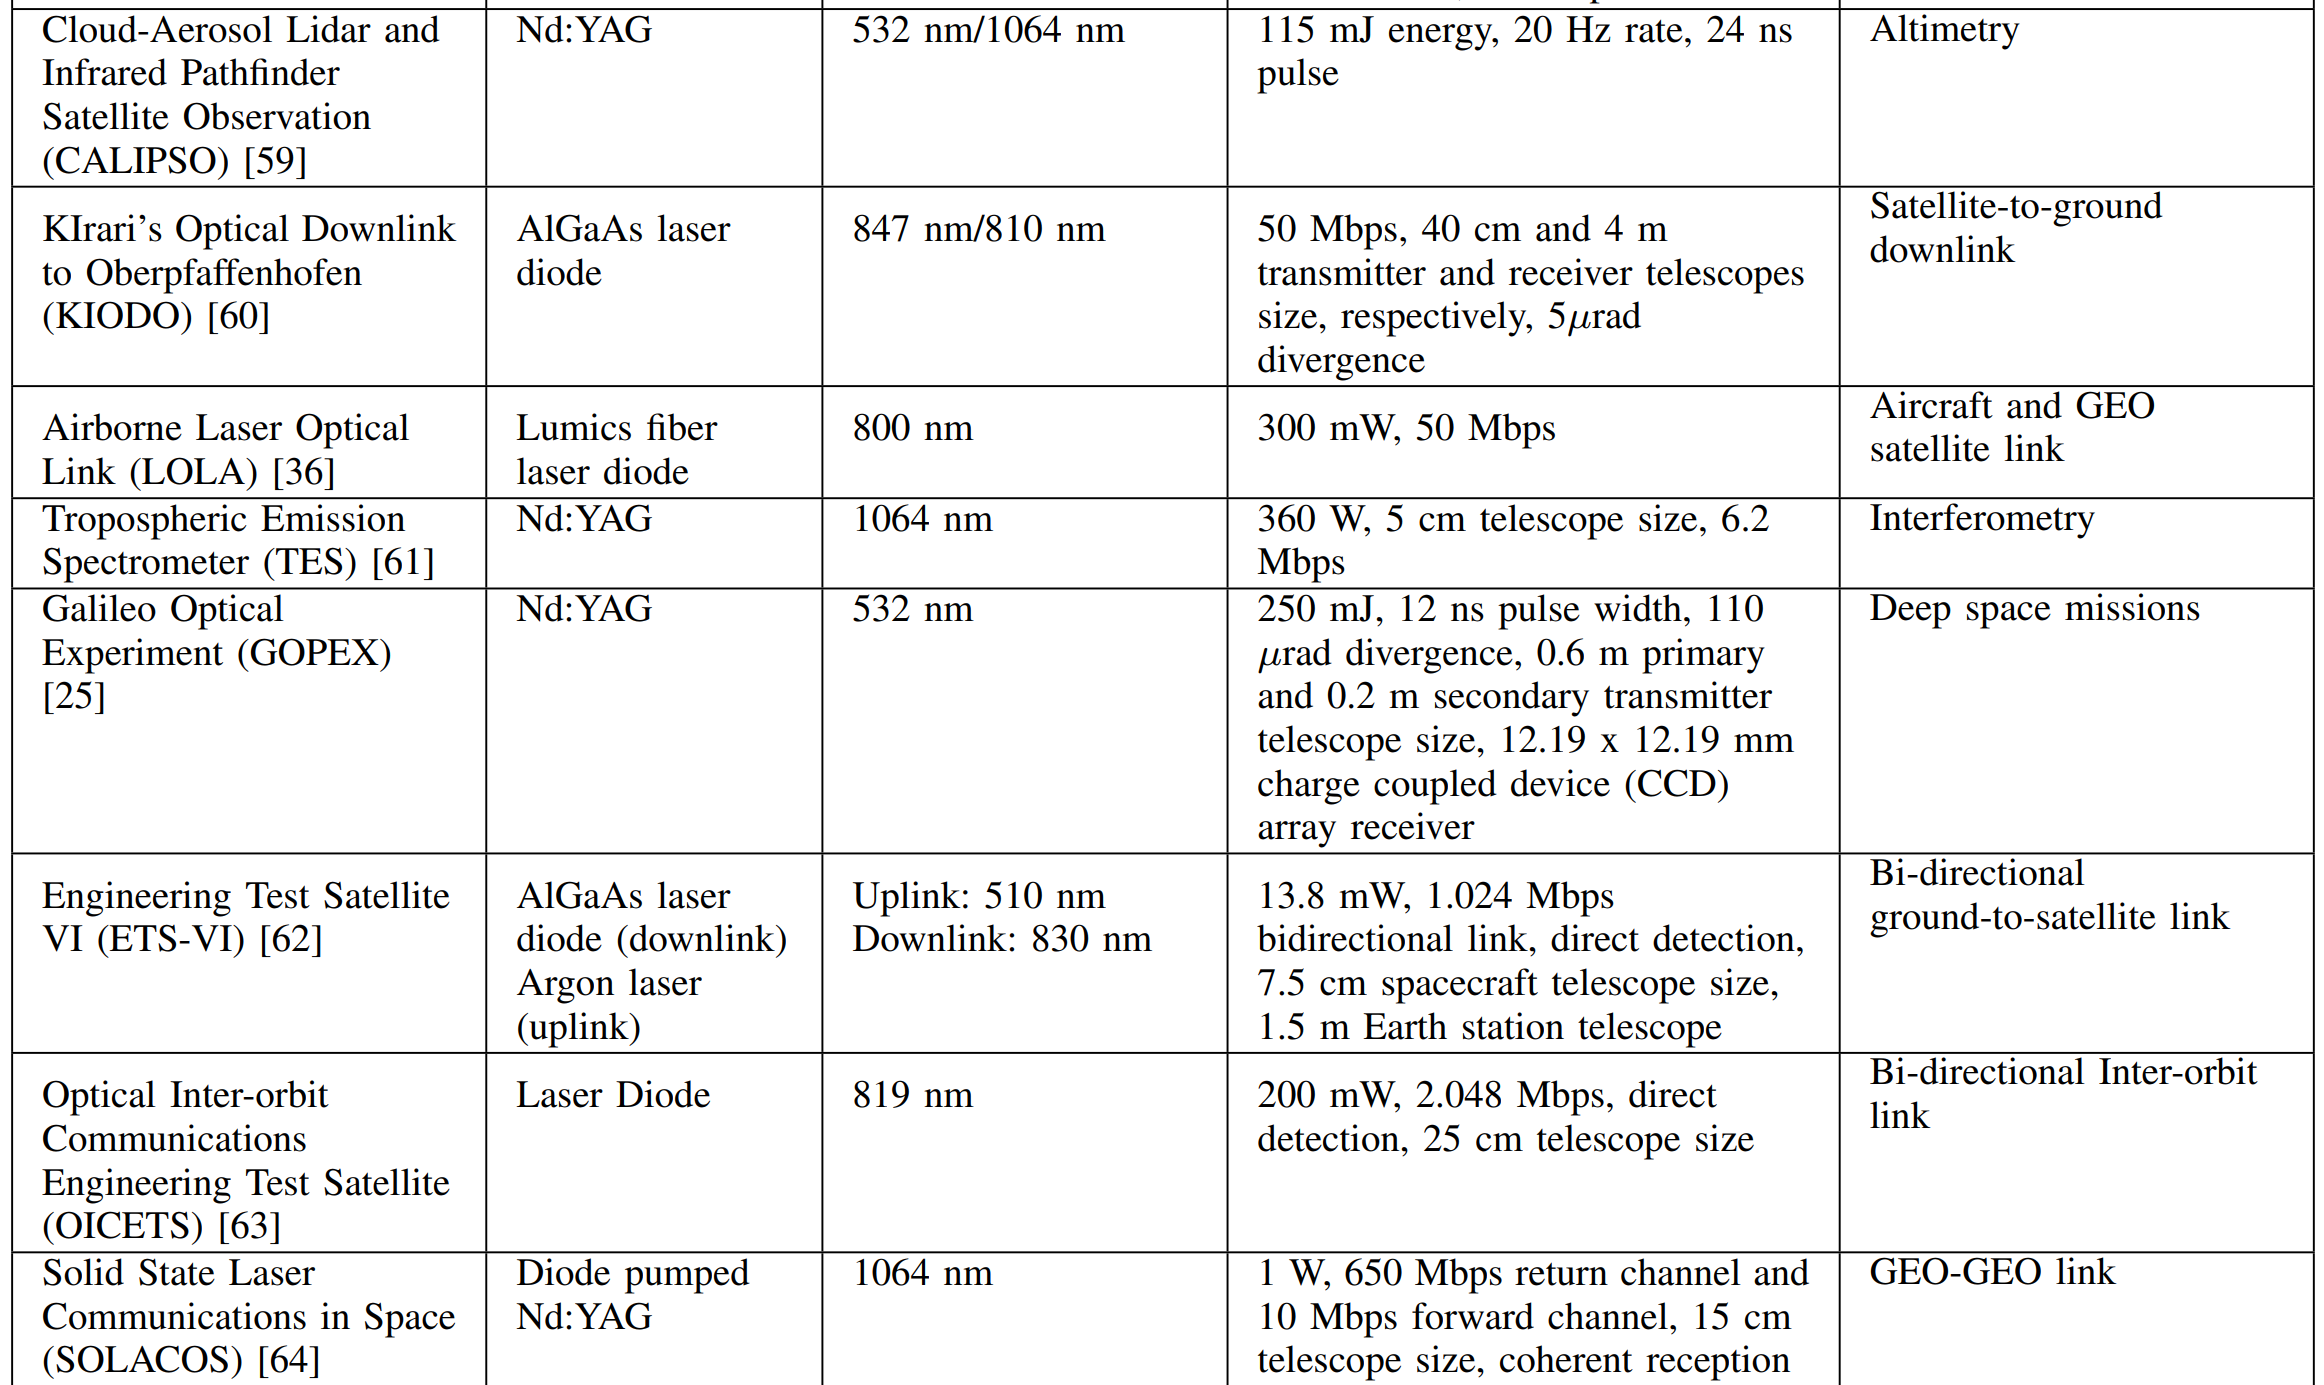 Cloud-Aerosol Lidar and
Infrared Pathfinder
Satellite Observation
(CALIPSO) [59]
Nd:YAG
532 nm/1064 nm
115 mJ energy, 20 Hz rate, 24 ns
pulse
Altimetry
KIrari’s Optical Downlink
to Oberpfaffenhofen
(KIODO) [60]
AlGaAs laser
diode
847 nm/810 nm
50 Mbps, 40 cm and 4 m
transmitter and receiver telescopes
size, respectively, 5μrad
divergence
Satellite-to-ground
downlink
Airborne Laser Optical
Link (LOLA) [36]
Lumics fiber
laser diode
800 nm
300 mW, 50 Mbps
Aircraft and GEO
satellite link
Tropospheric Emission
Spectrometer (TES) [61]
Nd:YAG
1064 nm
360 W, 5 cm telescope size, 6.2
Mbps
Interferometry
Galileo Optical
Experiment (GOPEX)
[25]
Nd:YAG
532 nm
250 mJ, 12 ns pulse width, 110
μrad divergence, 0.6 m primary
and 0.2 m secondary transmitter
telescope size, 12.19 x 12.19 mm
charge coupled device (CCD)
array receiver
Deep space missions
Engineering Test Satellite
VI (ETS-VI) [62]
AlGaAs laser
diode (downlink)
Argon laser
(uplink)
Uplink: 510 nm
Downlink: 830 nm
13.8 mW, 1.024 Mbps
bidirectional link, direct detection,
7.5 cm spacecraft telescope size,
1.5 m Earth station telescope
Bi-directional
ground-to-satellite link
Optical Inter-orbit
Communications
Engineering Test Satellite
(OICETS) [63]
Laser Diode
819 nm
200 mW, 2.048 Mbps, direct
detection, 25 cm telescope size
Bi-directional Inter-orbit
link
Solid State Laser
Communications in Space
(SOLACOS) [64]
Diode pumped
Nd:YAG
1064 nm
1 W, 650 Mbps return channel and
10 Mbps forward channel, 15 cm
telescope size, coherent reception
GEO-GEO link